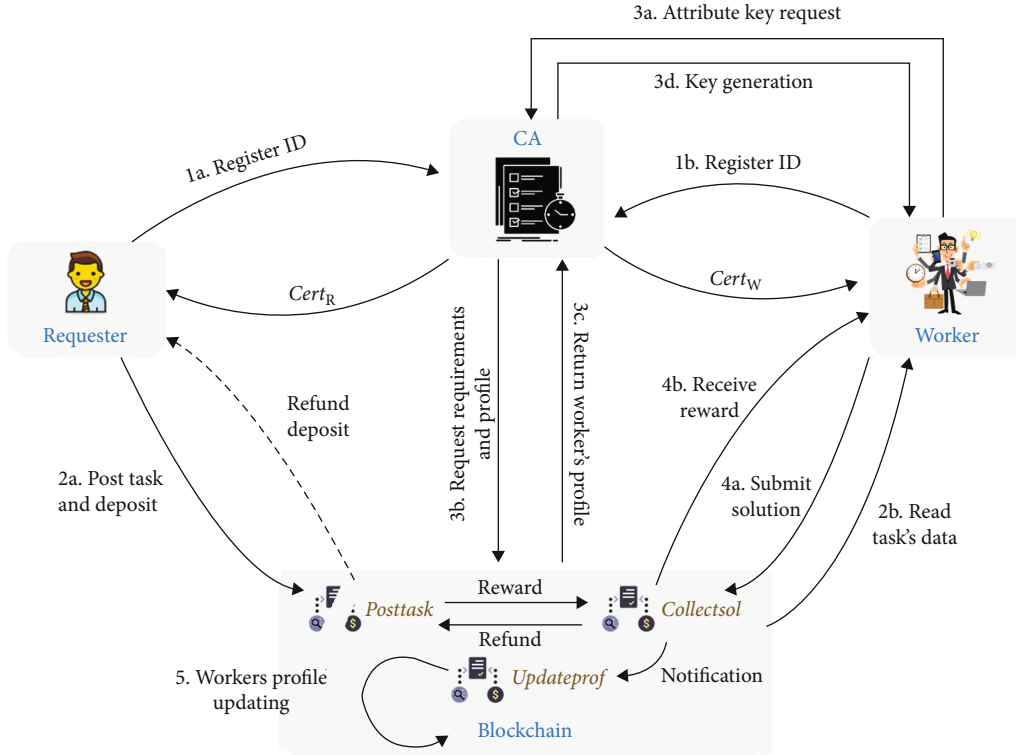 3a. Attribute key request
3d. Key generation
CA
1a. Register ID
1b. Register ID
Cert_R
Cert_W
Requester
Worker
3b. Request requirements
and profile
3c. Return worker's profile
Refund
deposit
4b. Receive
reward
2a. Post task
and deposit
4a. Submit
solution
2b. Read
task's data
Reward
Posttask
Collectsol
Refund
5. Workers profile
updating
Updateprof
Notification
Blockchain